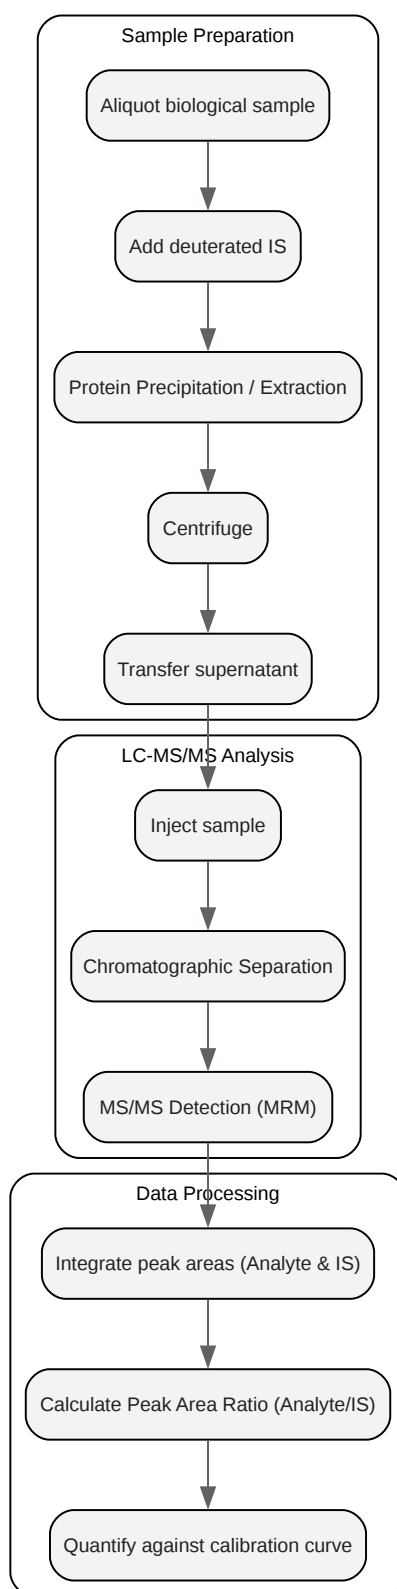 Sample Preparation
Aliquot biological sample
Add deuterated IS
Protein Precipitation / Extraction
Centrifuge
Transfer supernatant
LC-MS/MS Analysis
Inject sample
Chromatographic Separation
MS/MS Detection (MRM)
Data Processing
Integrate peak areas (Analyte & IS)
Calculate Peak Area Ratio (Analyte/IS)
Quantify against calibration curve